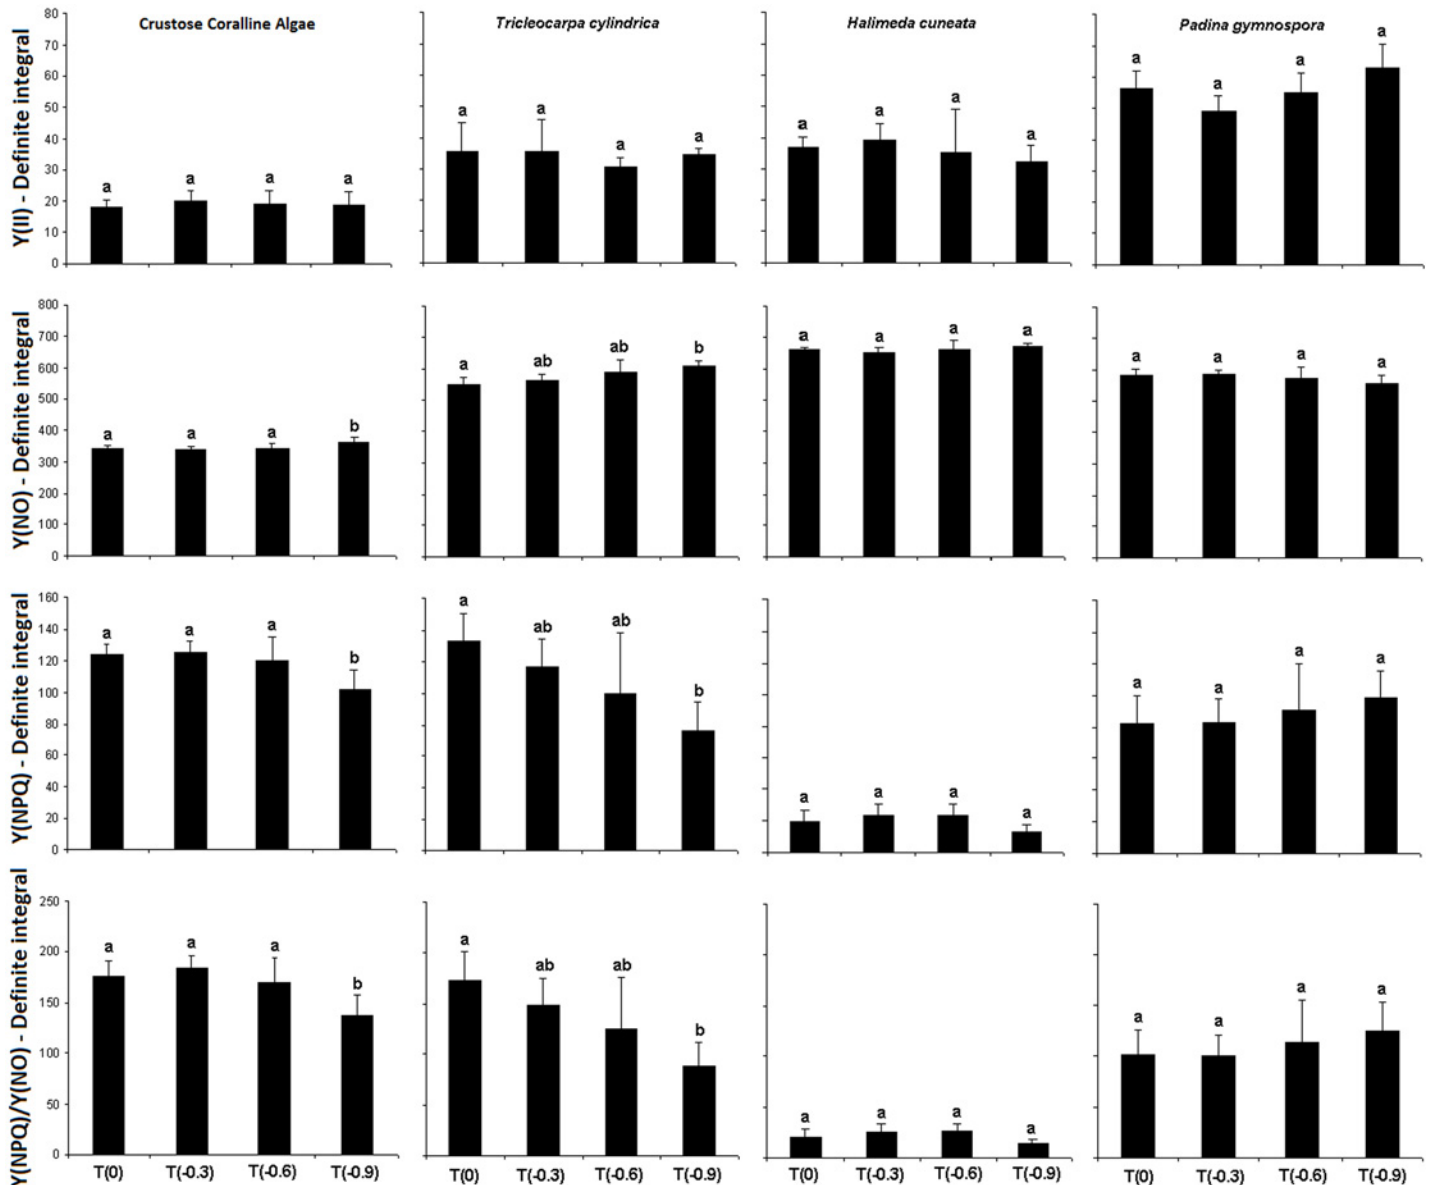 Crustose Coralline Algae
Tricleocarpa cylindrica
Halimeda cuneata
Padina gymnospora
Y(II) - Definite integral
80
70
60
50
40
30
20
10
0
a a a a
a a a a
a a a a
a a a a
Y(NO) - Definite integral
800
700
600
500
400
300
200
100
0
a a a b
a ab ab b
a a a a
a a a a
Y(NPQ) - Definite integral
160
140
120
100
80
60
40
20
0
a a a b
a ab ab b
a a a a
a a a a
Y(NPQ)/Y(NO) - Definite integral
250
200
150
100
50
0
a a a b
a ab ab b
a a a a
a a a a
T(0) T(-0.3) T(-0.6) T(-0.9)
T(0) T(-0.3) T(-0.6) T(-0.9)
T(0) T(-0.3) T(-0.6) T(-0.9)
T(0) T(-0.3) T(-0.6) T(-0.9)